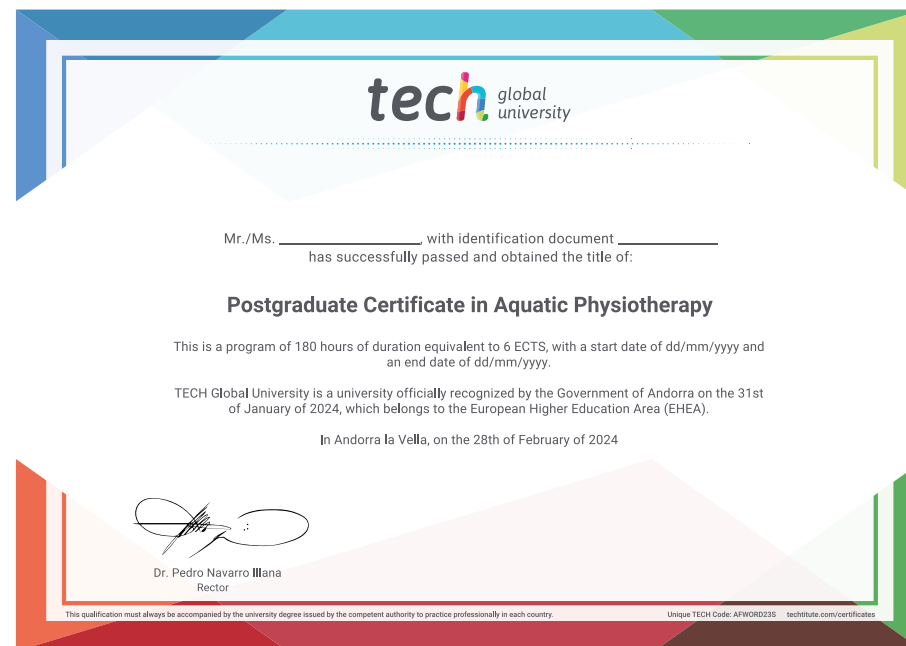 tech global university
Mr./Ms. ____________, with identification document ____________
has successfully passed and obtained the title of:
Postgraduate Certificate in Aquatic Physiotherapy
This is a program of 180 hours of duration equivalent to 6 ECTS, with a start date of dd/mm/yyyy and
an end date of dd/mm/yyyy.
TECH Global University is a university officially recognized by the Government of Andorra on the 31st
of January of 2024, which belongs to the European Higher Education Area (EHEA).
In Andorra la Vella, on the 28th of February of 2024
Dr. Pedro Navarro Illana
Rector
This qualification must always be accompanied by the university degree issued by the competent authority to practice professionally in each country.
Unique TECH Code: AFWORD23S techtitute.com/certificates